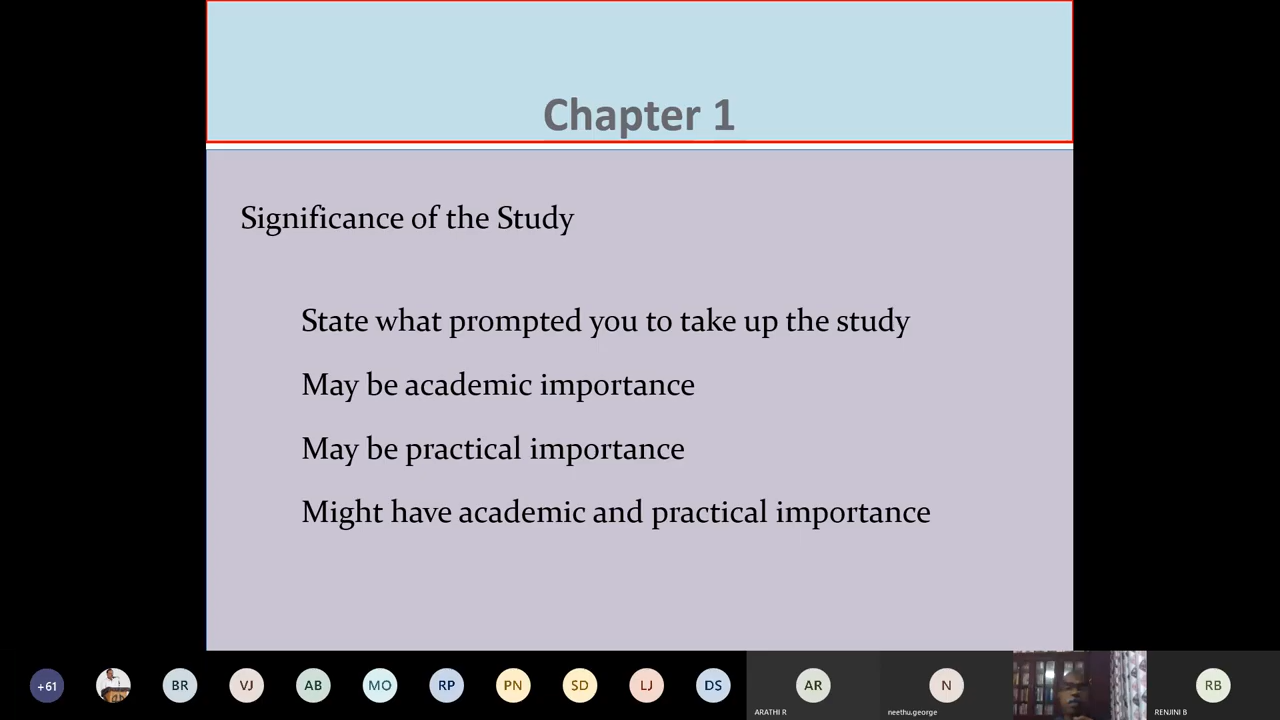 Chapter 1
Significance of the Study
State what prompted you to take up the study
May be academic importance
May be practical importance
Might have academic and practical importance
+61
BR
VJ
AB
MO
RP
PN
SD
LJ
DS
AR
ARATHI R
N
neethu.george
RB
RENJINI B